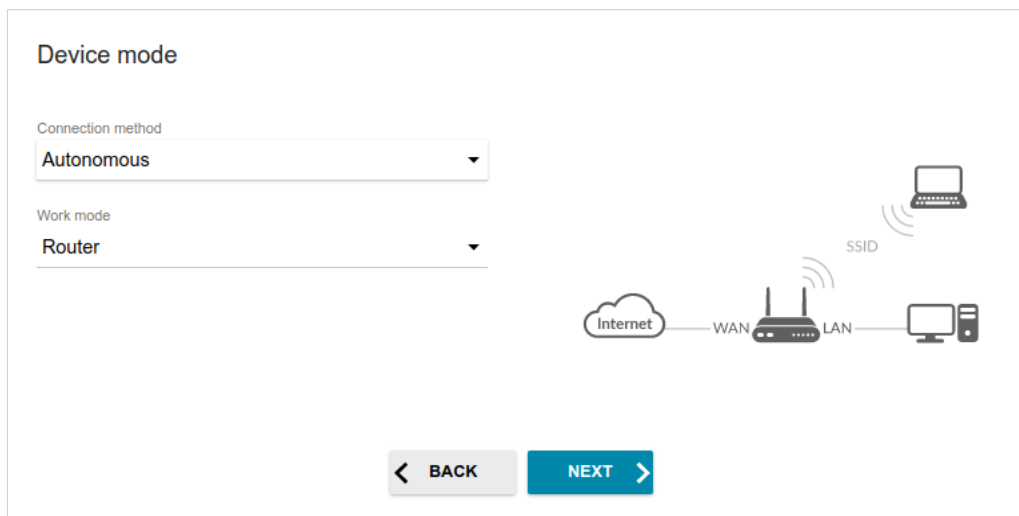 Device mode
Connection method
Autonomous
Work mode
Router
SSID
Internet
WAN
LAN
BACK
NEXT